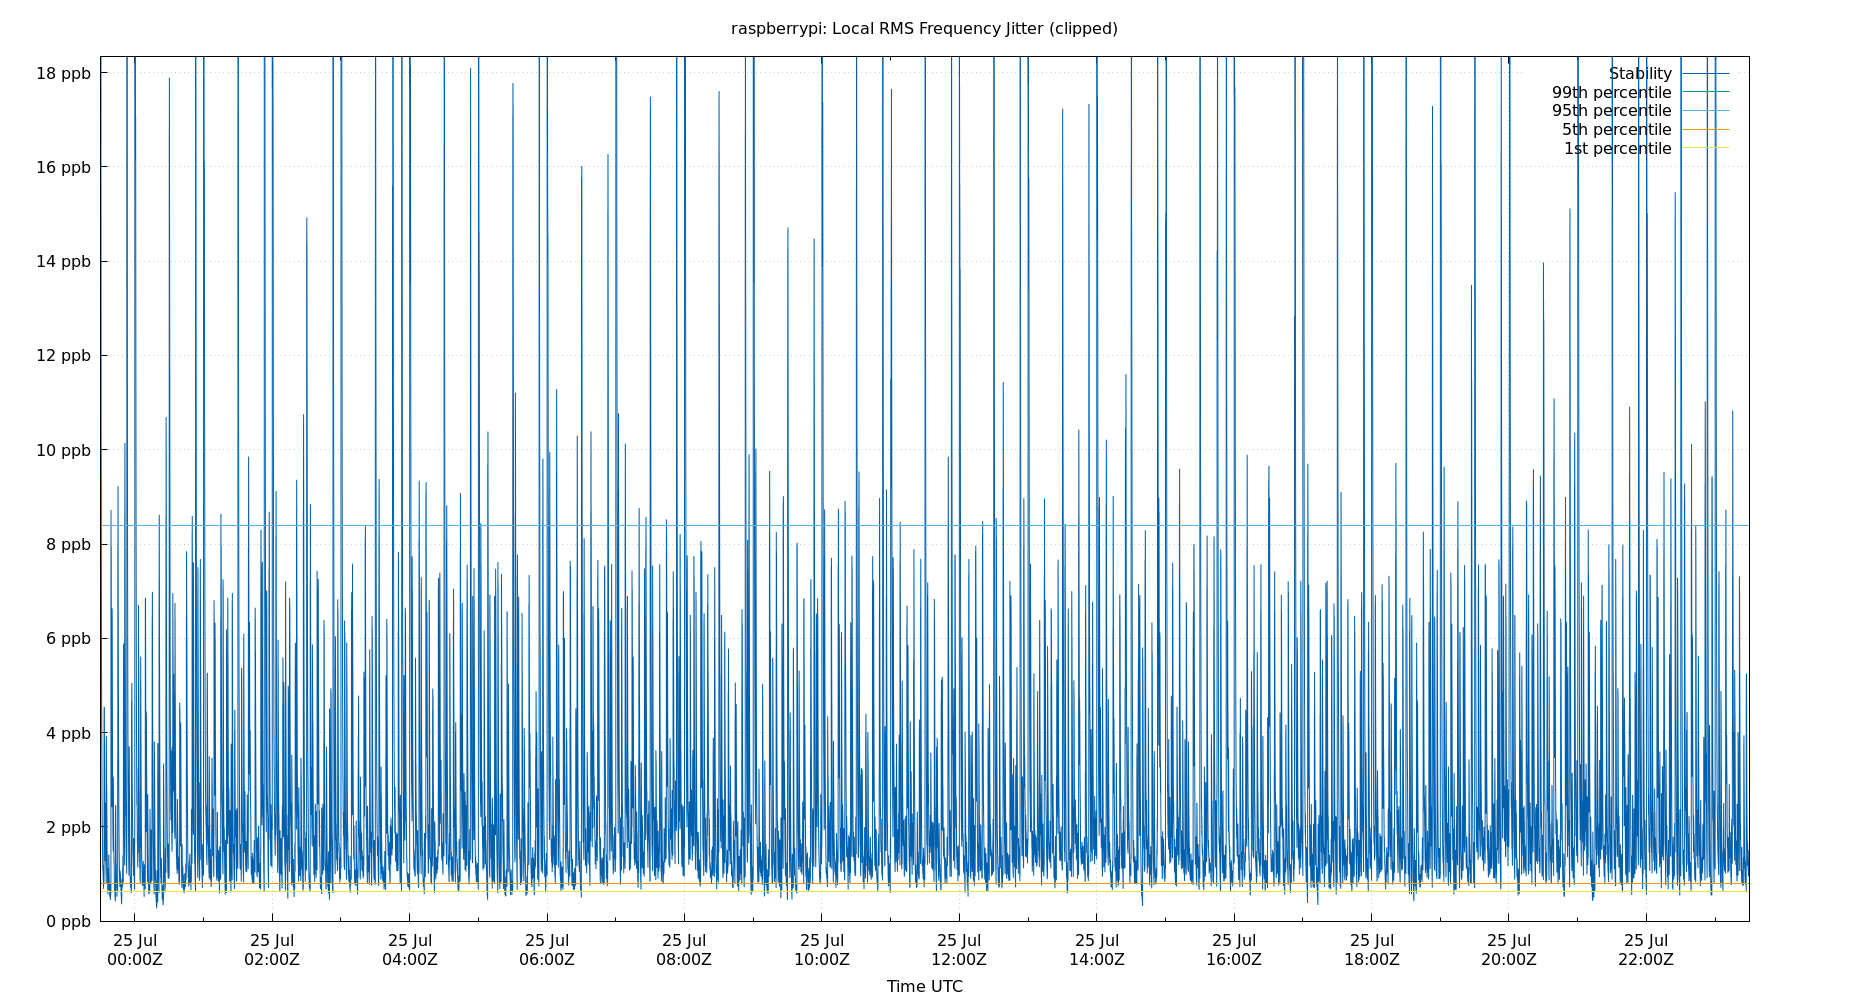 raspberrypi: Local RMS Frequency Jitter (clipped)
18 ppb
16 ppb
14 ppb
12 ppb
10 ppb
8 ppb
6 ppb
4 ppb
2 ppb
0 ppb
Stability
99th percentile
95th percentile
5th percentile
1st percentile
25 Jul 25 Jul 25 Jul 25 Jul 25 Jul 25 Jul 25 Jul 25 Jul 25 Jul 25 Jul 25 Jul 25 Jul
00:00Z 02:00Z 04:00Z 06:00Z 08:00Z 10:00Z 12:00Z 14:00Z 16:00Z 18:00Z 20:00Z 22:00Z
Time UTC